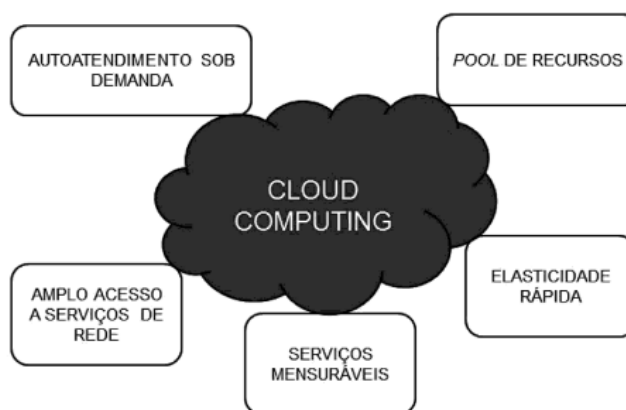 AUTOATENDIMENTO SOB
DEMANDA
POOL DE RECURSOS
CLOUD
COMPUTING
AMPLO ACESSO
A SERVIÇOS DE
REDE
ELASTICIDADE
RÁPIDA
SERVIÇOS
MENSURÁVEIS